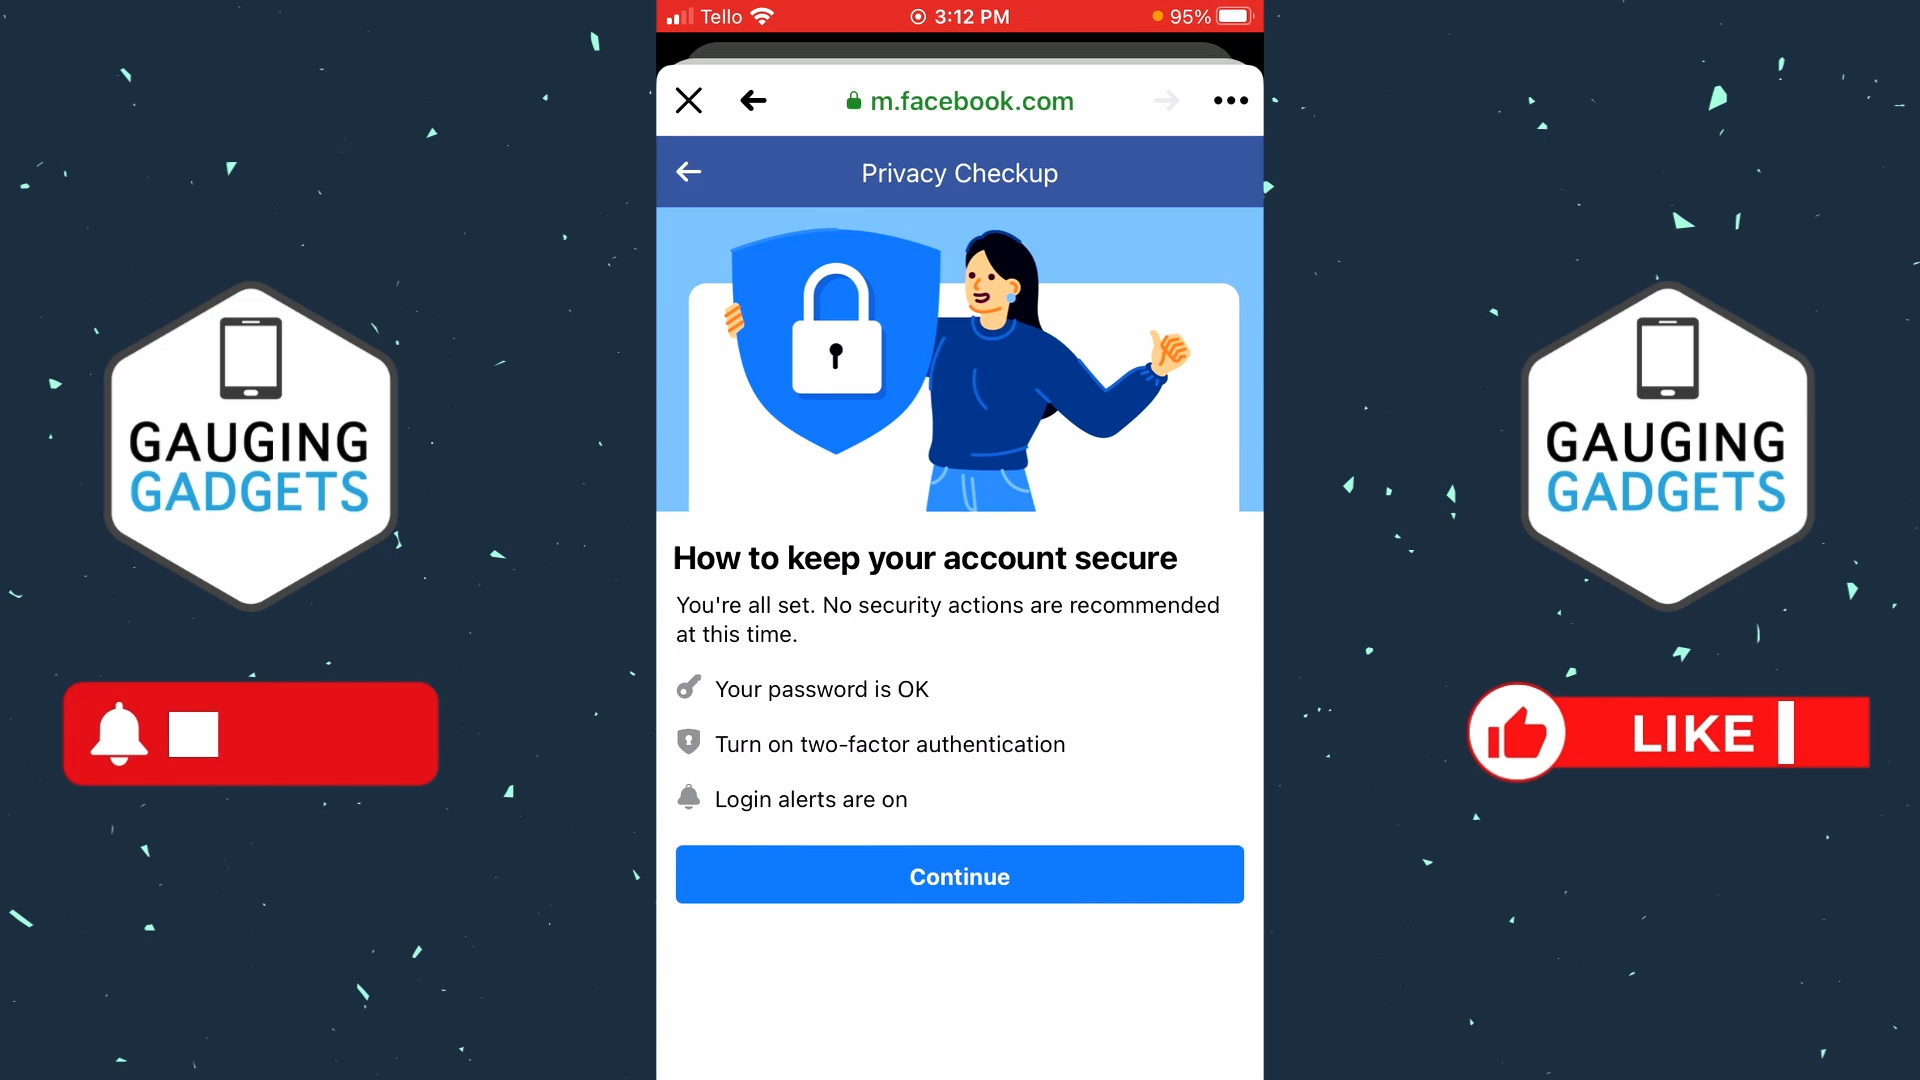 Tello
3:12 PM
95%
m.facebook.com
Privacy Checkup
GAUGING
GADGETS
How to keep your account secure
You're all set. No security actions are recommended
at this time.
Your password is OK
Turn on two-factor authentication
Login alerts are on
Continue
GAUGING
GADGETS
LIKE